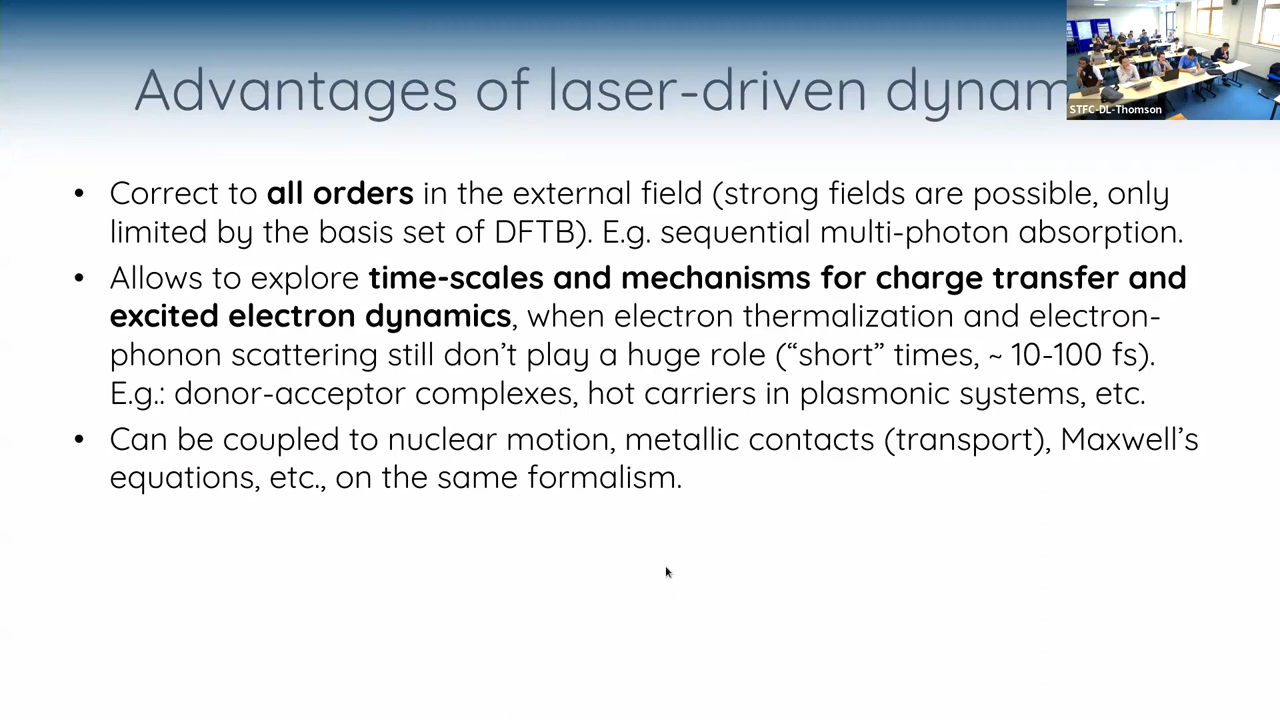 Advantages of laser-driven dynam
STFC-DL-Thomson
• Correct to all orders in the external field (strong fields are possible, only
limited by the basis set of DFTB). E.g. sequential multi-photon absorption.
• Allows to explore time-scales and mechanisms for charge transfer and
excited electron dynamics, when electron thermalization and electron-
phonon scattering still don’t play a huge role (“short” times, ~ 10-100 fs).
E.g.: donor-acceptor complexes, hot carriers in plasmonic systems, etc.
• Can be coupled to nuclear motion, metallic contacts (transport), Maxwell’s
equations, etc., on the same formalism.